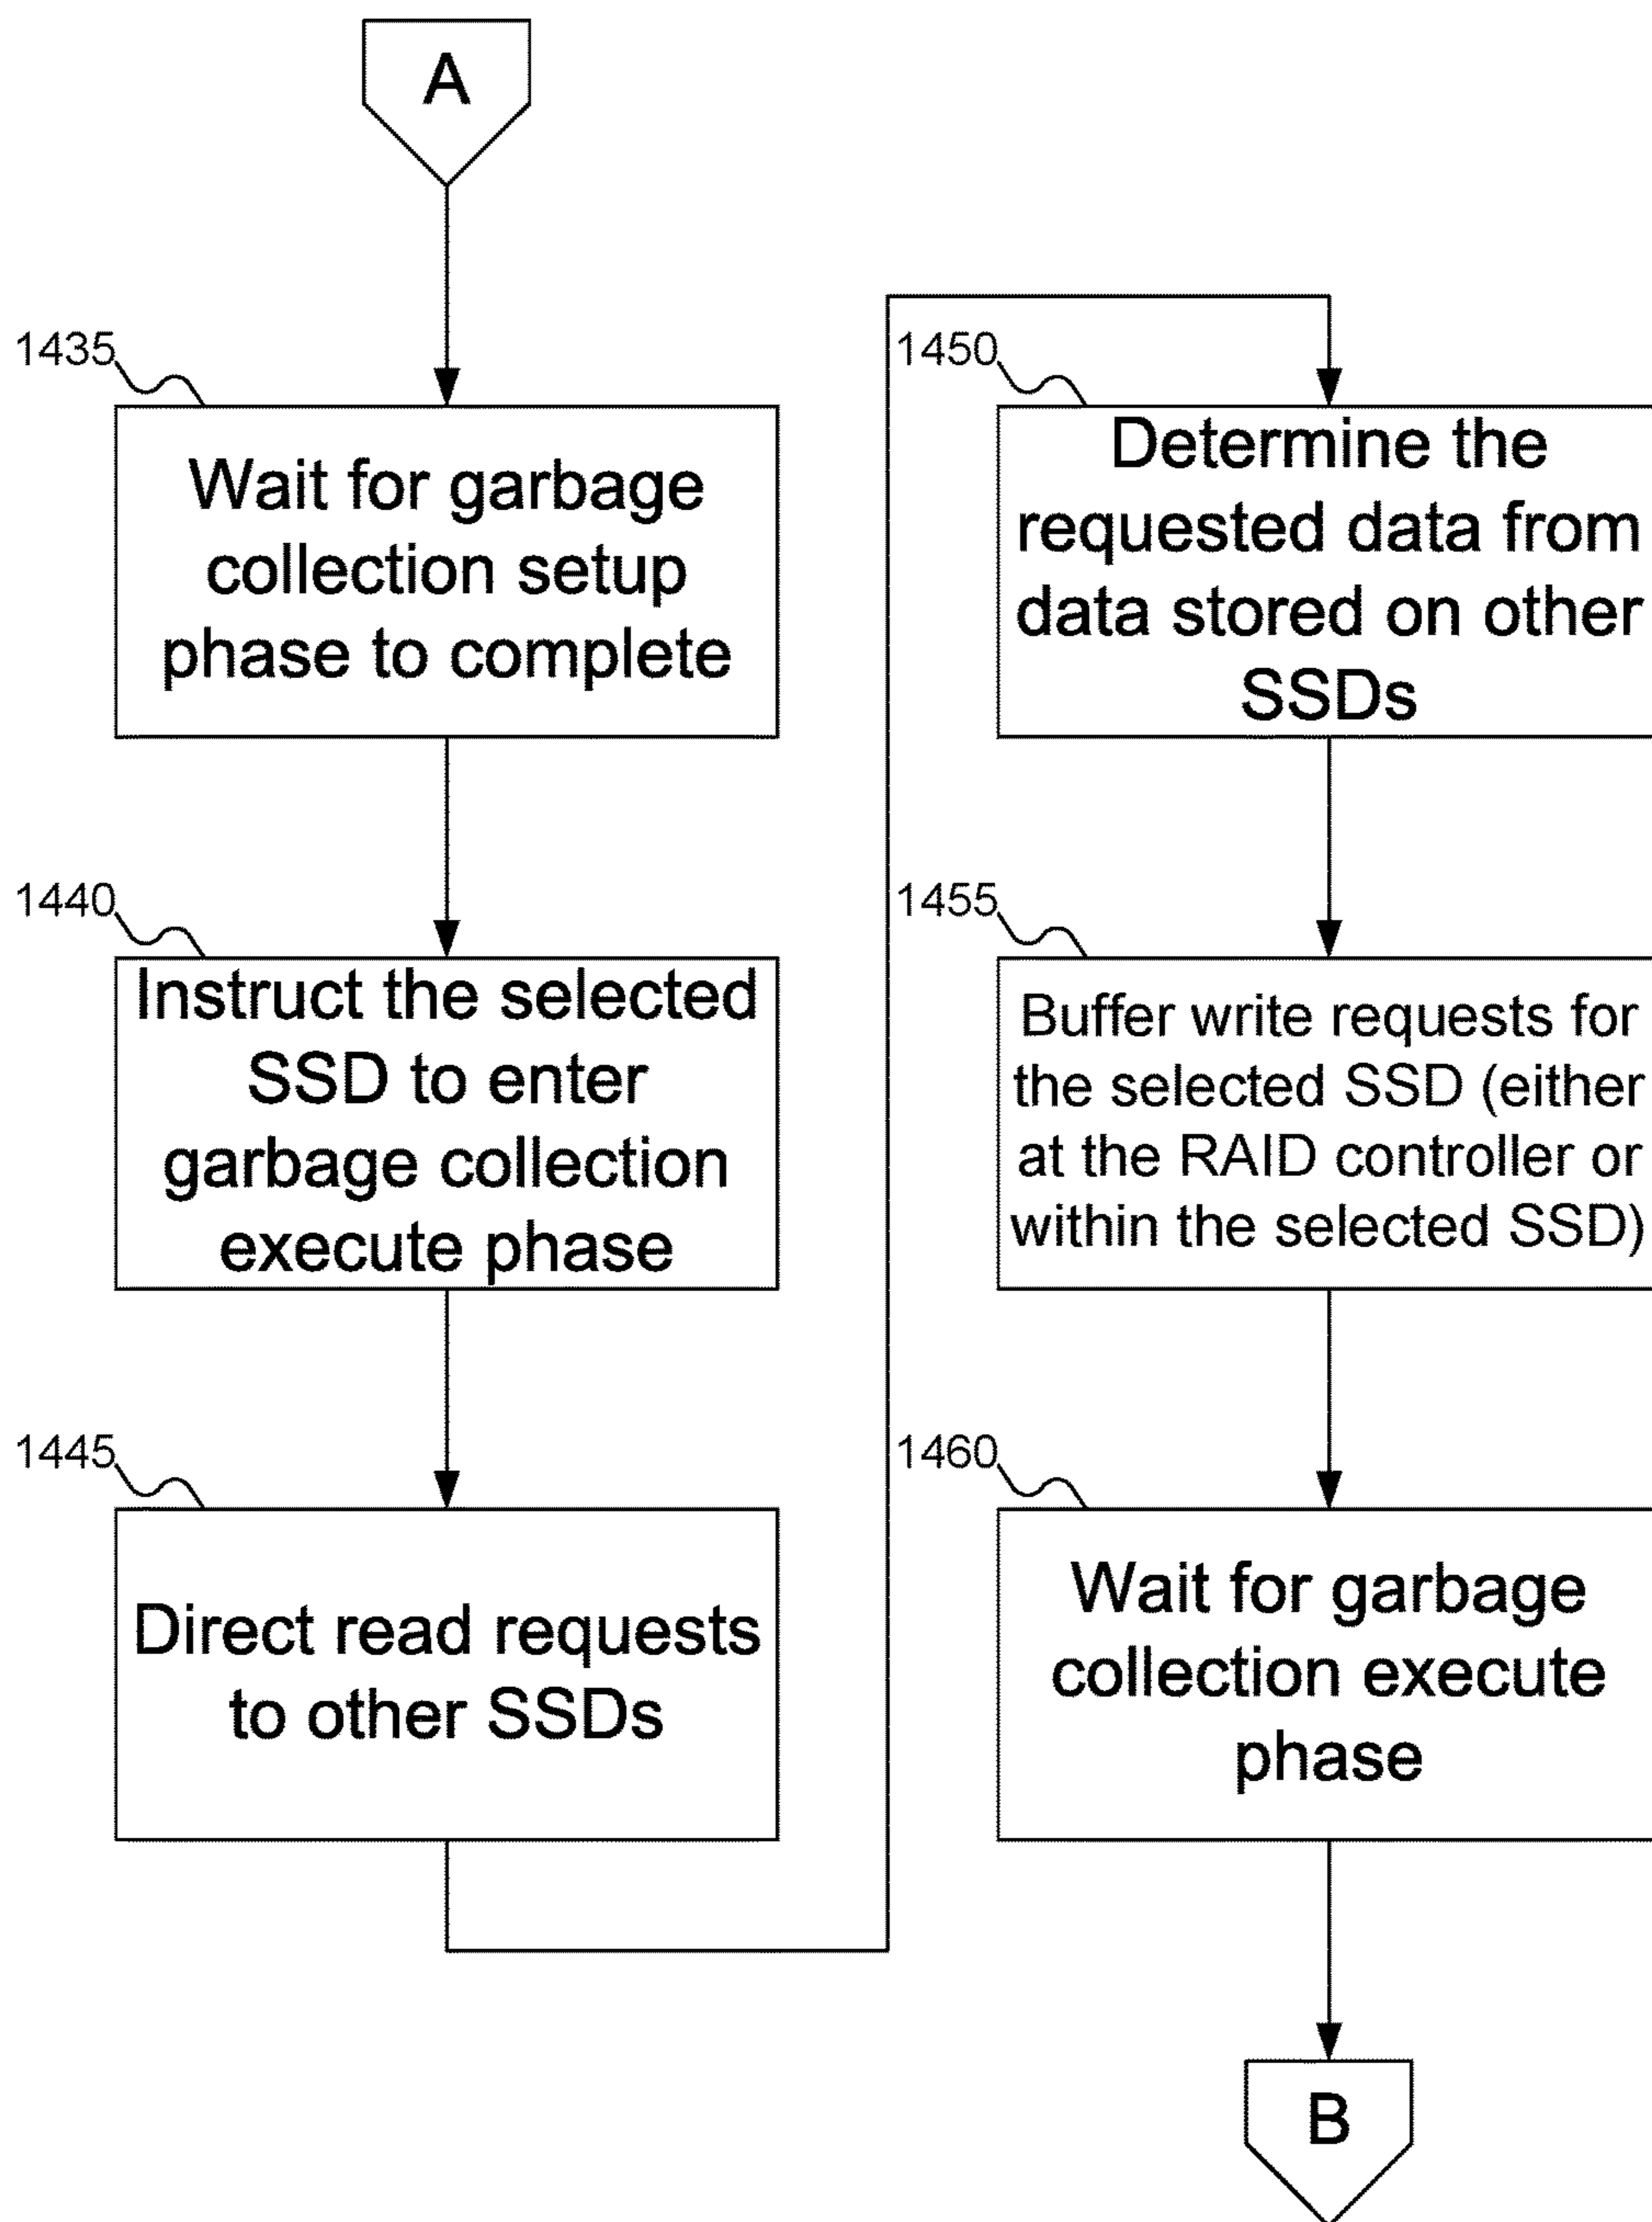 A
1435
Wait for garbage
collection setup
phase to complete
1440
Instruct the selected
SSD to enter
garbage collection
execute phase
1445
Direct read requests
to other SSDs
1450
Determine the
requested data from
data stored on other
SSDs
1455
Buffer write requests for
the selected SSD (either
at the RAID controller or
within the selected SSD)
1460
Wait for garbage
collection execute
phase
B